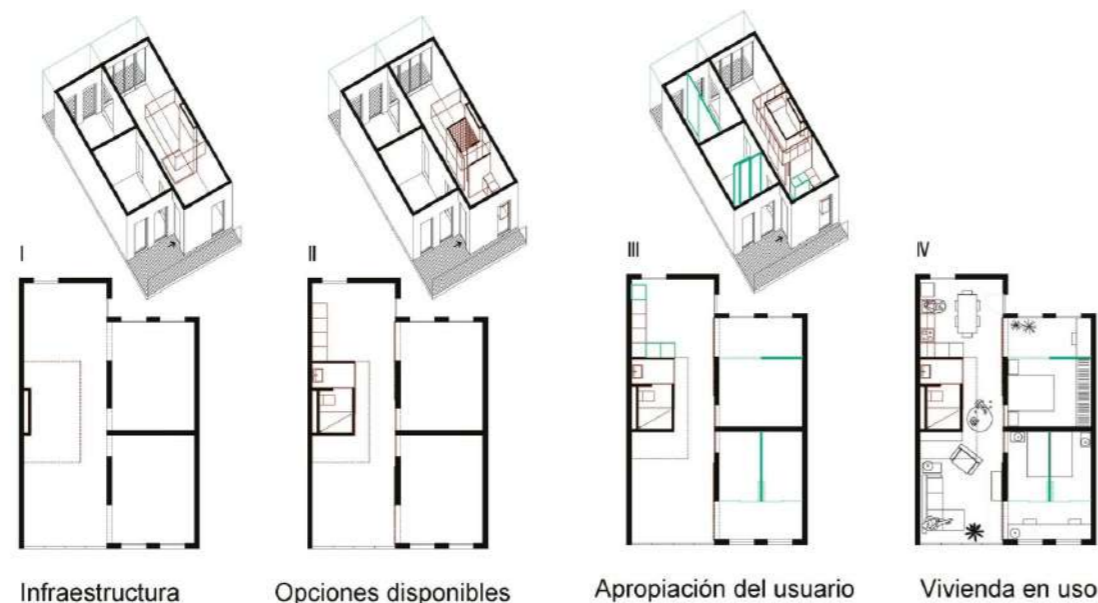 I
II
III
IV
Infraestructura
Opciones disponibles
Apropiación del usuario
Vivienda en uso